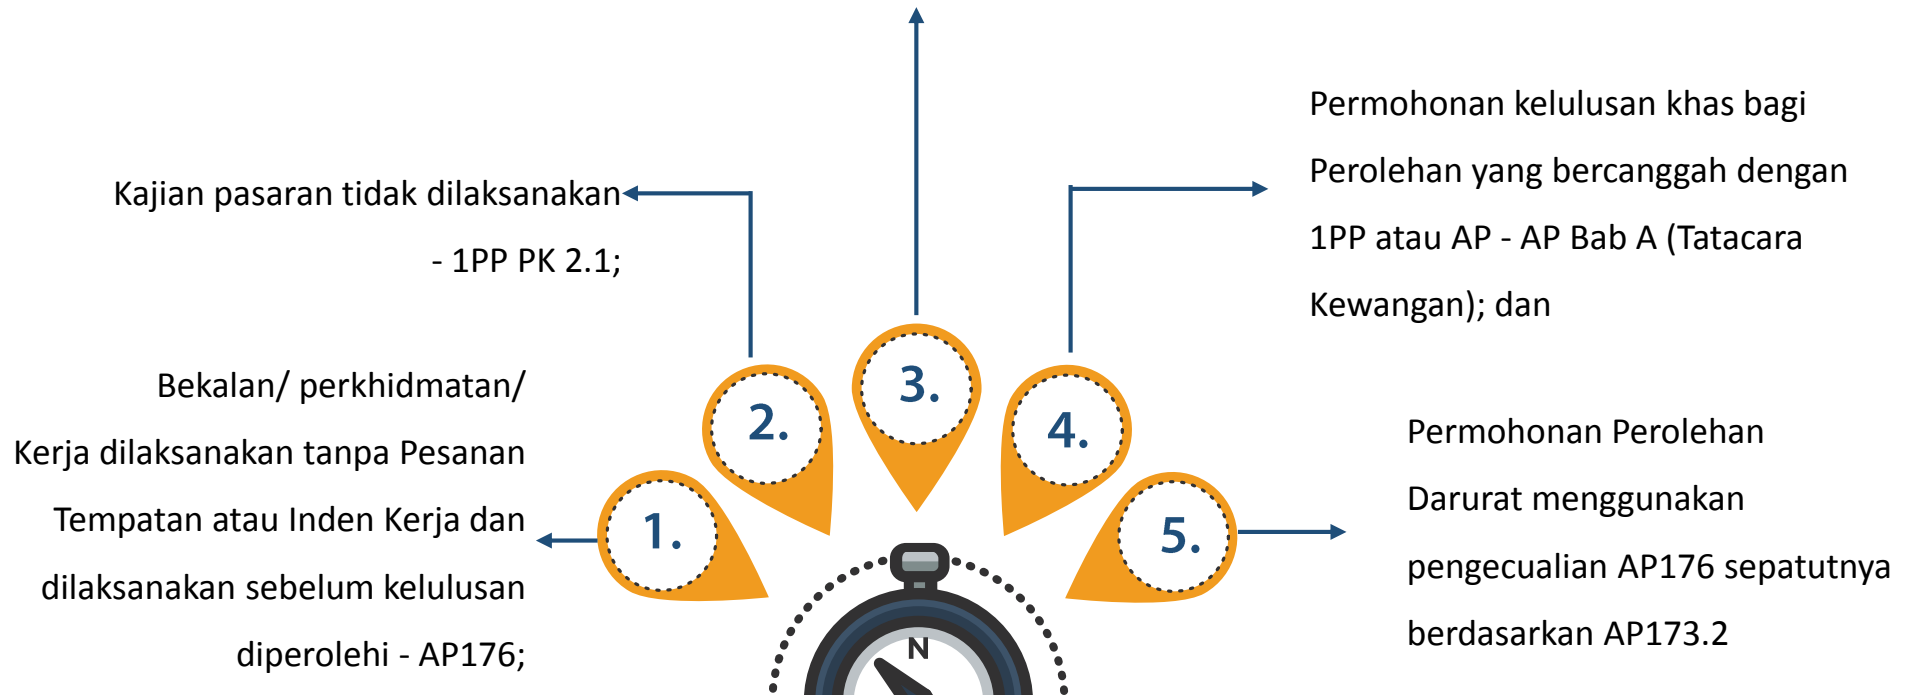 1.
Bekalan/ perkhidmatan/
Kerja dilaksanakan tanpa Pesanan
Tempatan atau Inden Kerja dan
dilaksanakan sebelum kelulusan
diperolehi - AP176;
2.
Kajian pasaran tidak dilaksanakan
- 1PP PK 2.1;
3.
4.
Permohonan kelulusan khas bagi
Perolehan yang bercanggah dengan
1PP atau AP - AP Bab A (Tatacara
Kewangan); dan
5.
Permohonan Perolehan
Darurat menggunakan
pengecualian AP176 sepatutnya
berdasarkan AP173.2
N